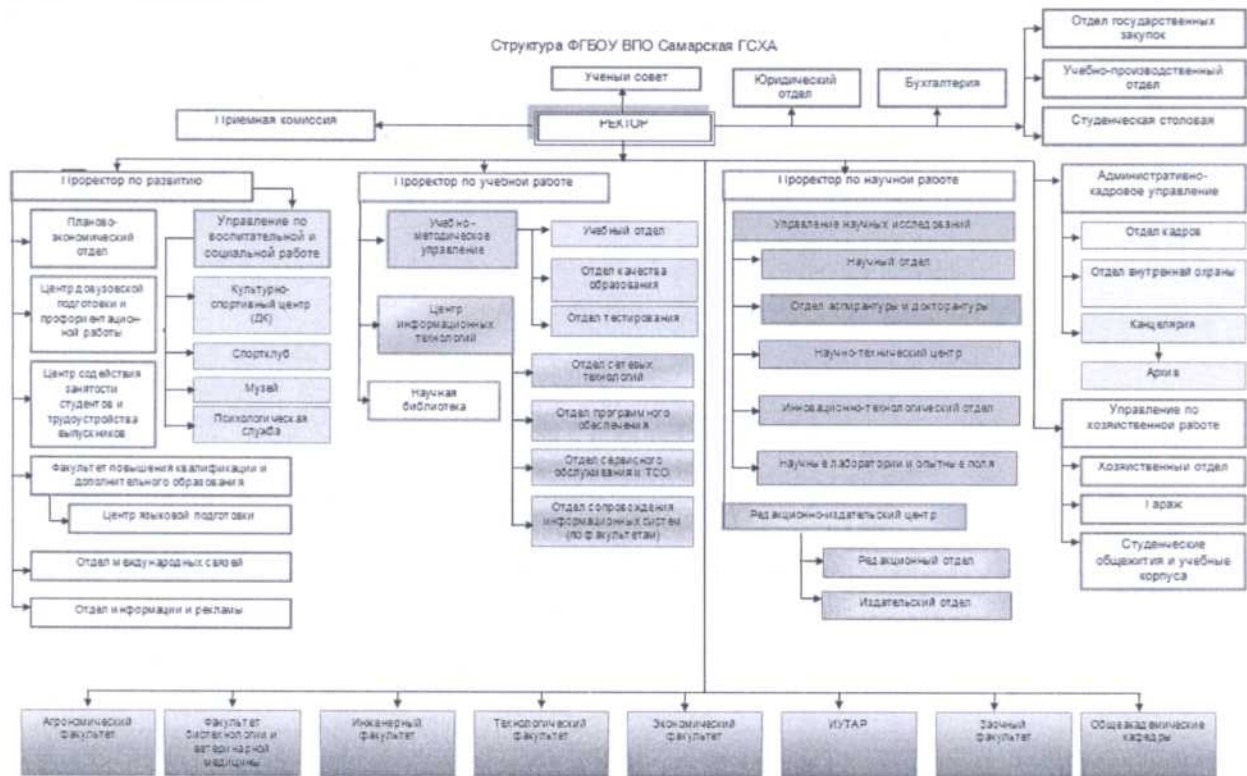 Структура ФГБОУ ВПО Самарская ГСХА
Отдел государственных
закупок
Ученый совет
Юридический
отдел
Бухгалтерия
Учебно-производственный
отдел
Приемная комиссия
РЕКТОР
Студенческая столовая
Проректор по развитию
Проректор по учебной работе
Проректор по научной работе
Административно-
кадровое управление
Планово-
экономический
отдел
Управление по
воспитательной и
социальной работе
Учебно-
методическое
управление
Учебный отдел
Управление научных исследований
Отдел кадров
Центр довузовской
подготовки и
профориентацион
ной работы
Культурно-
спортивный центр
(ДК)
Отдел качества
образования
Научный отдел
Отдел внутренней охраны
Центр
информационных
технологий
Отдел тестирования
Отдел аспирантуры и докторантуры
Канцелярия
Центр содействия
занятости
студентов и
трудоустройства
выпускников
Спортклуб
Музей
Психологическая
служба
Научная
библиотека
Отдел сетевых
технологий
Научно-технический центр
Архив
Отдел программного
обеспечения
Инновационно-технологический отдел
Управление по
хозяйственной работе
Факультет повышения квалификации и
дополнительного образования
Отдел сервисного
обслуживания и ТСО
Научные лаборатории и опытные поля
Хозяйственный отдел
Центр языковой подготовки
Отдел сопровождения
информационных систем
(по факультетам)
Редакционно-издательский центр
Гараж
Отдел международных связей
Редакционный отдел
Студенческие
общежития и учебные
корпуса
Отдел информации и рекламы
Издательский отдел
Агрономический
факультет
Факультет
биотехнологии и
ветеринарной
медицины
Инженерный
факультет
Технологический
факультет
Экономический
факультет
ИУТАР
Заочный
факультет
Общеакадемические
кафедры